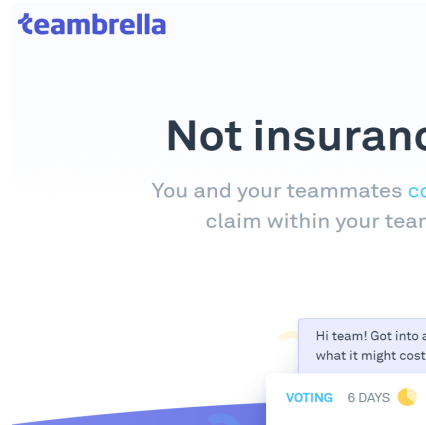 teambrella
Not insuranc
You and your teammates co
claim within your tear
Hi team! Got into a
what it might cost
VOTING 6 DAYS